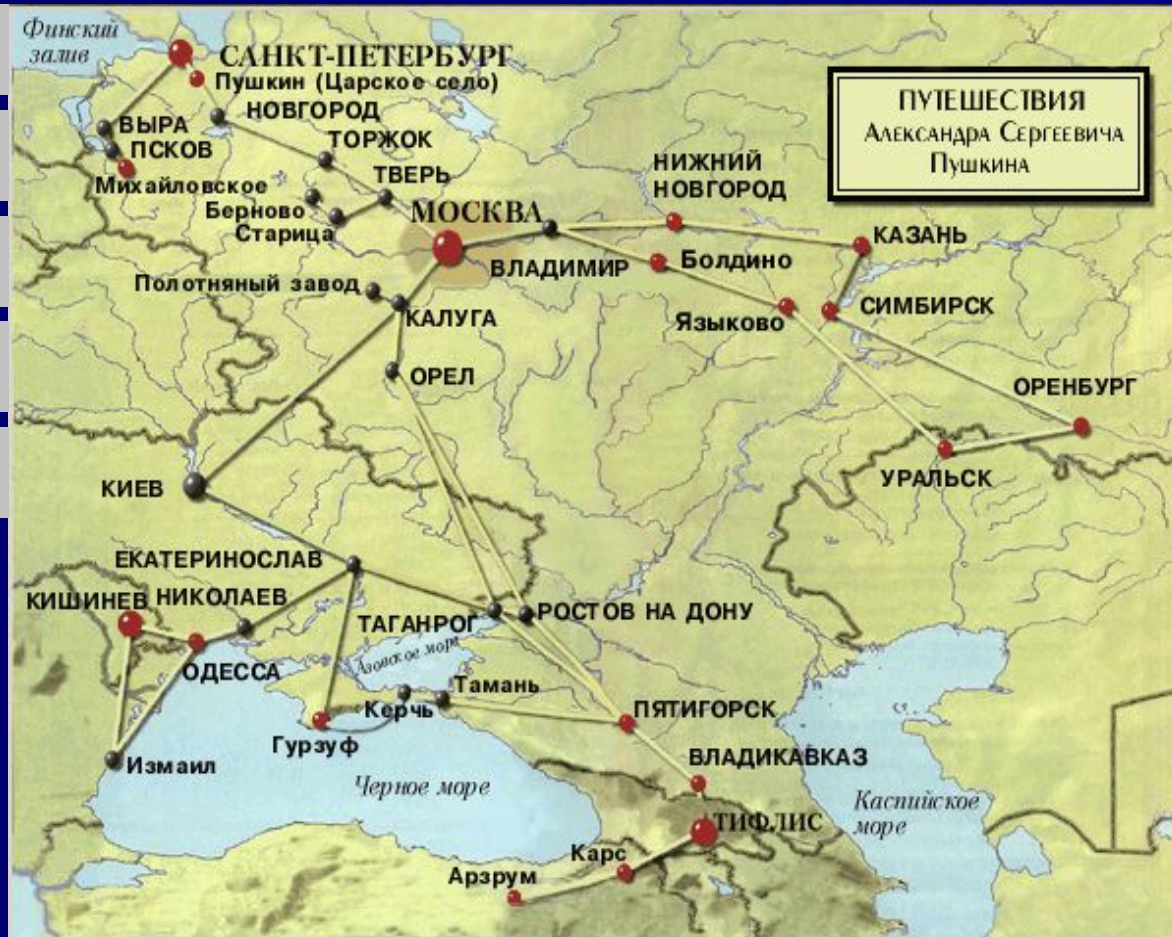 Финский
залив
САНКТ-ПЕТЕРБУРГ
Пушкин (Царское село)
НОВГОРОД
ВЫРА
ПСКОВ
Михайловское
ТОРЖОК
ТВЕРЬ
Берново
Старица
МОСКВА
ВЛАДИМИР
НИЖНИЙ
НОВГОРОД
Болдино
КАЗАНЬ
СИМБИРСК
Языково
ОРЕНБУРГ
УРАЛЬСК
ПУТЕШЕСТВИЯ
Александра Сергеевича
Пушкина
Полотняный завод
КАЛУГА
ОРЕЛ
КИЕВ
ЕКАТЕРИНОСЛАВ
КИШИНЕВ
НИКОЛАЕВ
ОДЕССА
Измаил
ТАГАНРОГ
РОСТОВ НА ДОНУ
Азовское море
Тамань
Керчь
Гурзуф
ПЯТИГОРСК
ВЛАДИКАВКАЗ
Черное море
Каспийское
море
ТИФЛИС
Карс
Арзрум